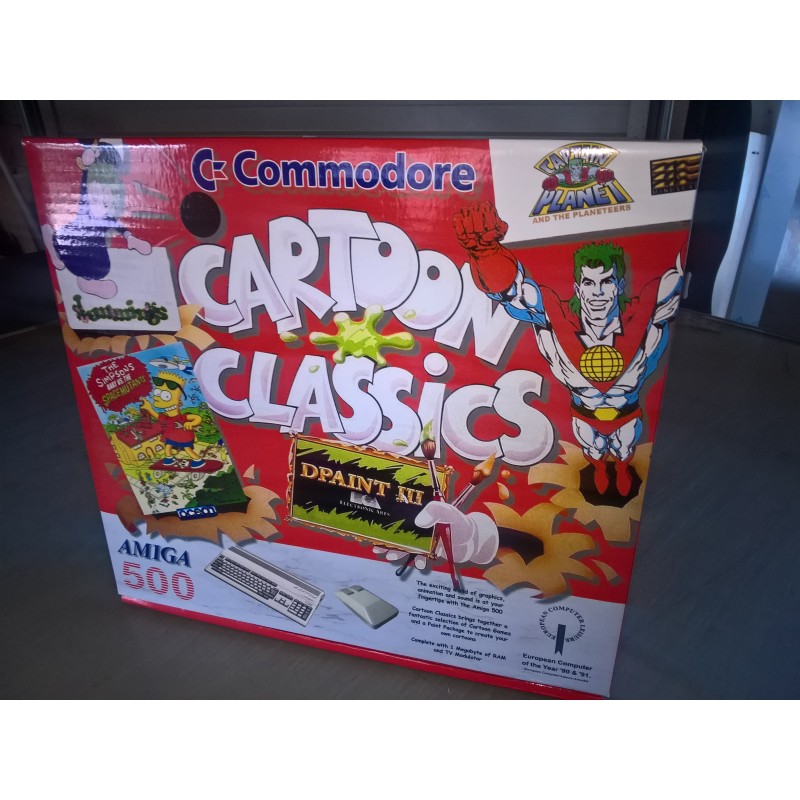 Commodore
CAPTAIN
PLANET
AND THE PLANETEERS
CARTOON
CLASSICS
Lemmings
THE
SIMPSONS
BART VS. THE
SPACE MUTANTS
ocean
DPAINT III
ELECTRONIC ARTS
AMIGA
500
The exciting world of graphics,
animation and sound is at your
fingertips with the Amiga 500
Cartoon Classics brings together a
fantastic selection of Cartoon Games
and a Paint Package to create your
own cartoons
Complete with 1 Megabyte of RAM
and TV Modulator
EUROPEAN COMPUTER LEISURE
European Computer
of the Year '90 & '91.